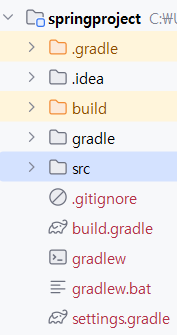 springproject C:₩U
.gradle
.idea
build
gradle
src
.gitignore
build.gradle
gradlew
gradlew.bat
settings.gradle